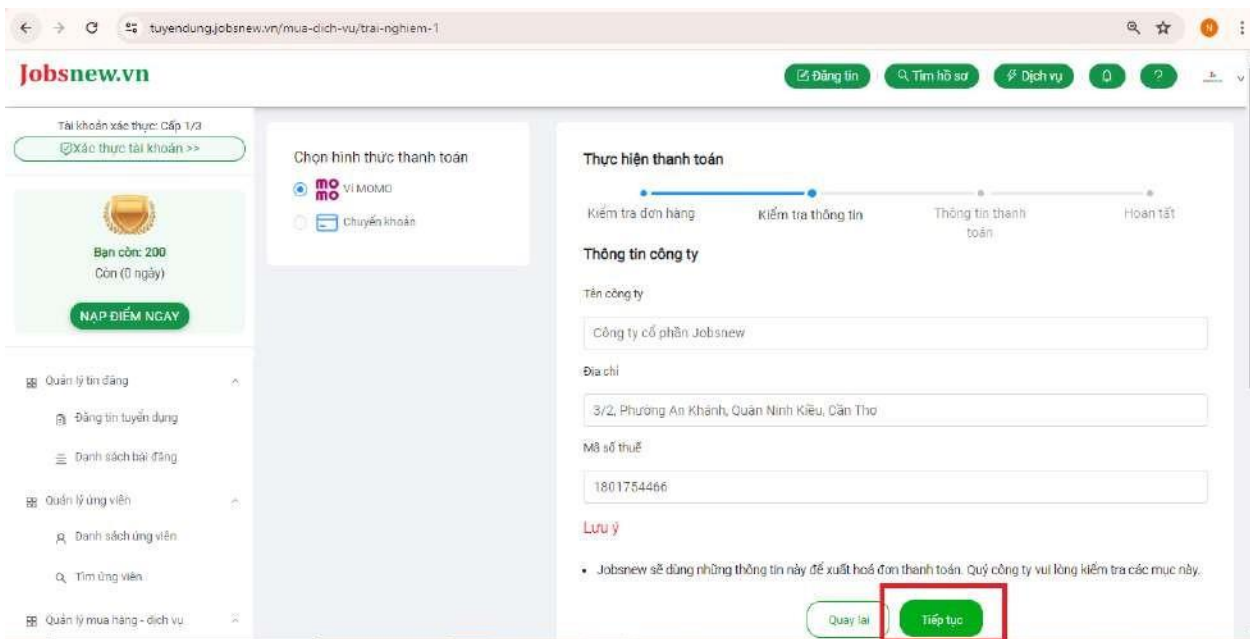 tuyendung.jobsnew.vn/mua-dich-vu/trai-nghiem-1
N
Jobsnew.vn
Đăng tin
Tìm hồ sơ
Dịch vụ
?
Tài khoản xác thực: Cấp 1/3
Xác thực tài khoản >>
Bạn còn: 200
Còn (0 ngày)
NẠP ĐIỂM NGAY
Quản lý tin đăng
Đăng tin tuyển dụng
Danh sách bài đăng
Quản lý ứng viên
Danh sách ứng viên
Tìm ứng viên
Quản lý mua hàng - dịch vụ
Chọn hình thức thanh toán
mo
mo
Ví MOMO
Chuyển khoản
Thực hiện thanh toán
Kiểm tra đơn hàng
Kiểm tra thông tin
Thông tin thanh
toán
Hoàn tất
Thông tin công ty
Tên công ty
Công ty cổ phần Jobsnew
Địa chỉ
3/2, Phường An Khánh, Quận Ninh Kiều, Cần Thơ
Mã số thuế
1801754466
Lưu ý
• Jobsnew sẽ dùng những thông tin này để xuất hoá đơn thanh toán. Quý công ty vui lòng kiểm tra các mục này.
Quay lại
Tiếp tục